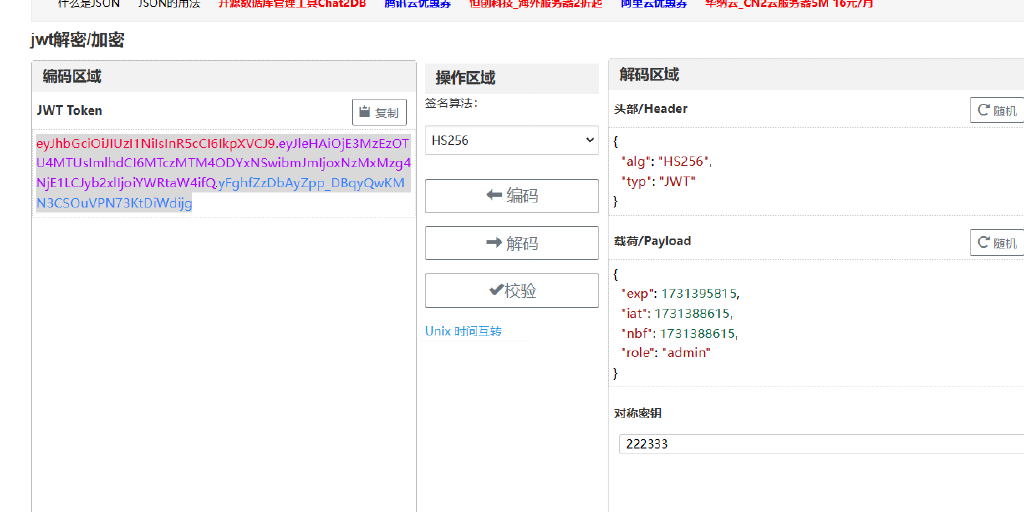 什么是JSON JSON的用法 开源数据库管理工具Chat2DB 腾讯云优惠券 恒创科技_海外服务器2折起 阿里云优惠券 华纳云_CN2云服务器5M 16元/月
jwt解密/加密
编码区域
JWT Token
复制
eyJhbGciOiJIUzI1NiIsInR5cCI6IkpXVCJ9.eyJleHAiOjE3MzEzOT
U4MTUsImlhdCI6MTczMTM4ODYxNSwibmJmIjoxNzMxMzg4
NjE1LCJyb2xlIjoiYWRtaW4ifQ.yFghfZzDbAyZpp_DBqyQwKM
N3CSOuVPN73KtDiWdijg
操作区域
签名算法:
HS256
编码
解码
校验
Unix 时间互转
解码区域
头部/Header
随机
{
"alg": "HS256",
"typ": "JWT"
}
载荷/Payload
随机
{
"exp": 1731395815,
"iat": 1731388615,
"nbf": 1731388615,
"role": "admin"
}
对称密钥
222333